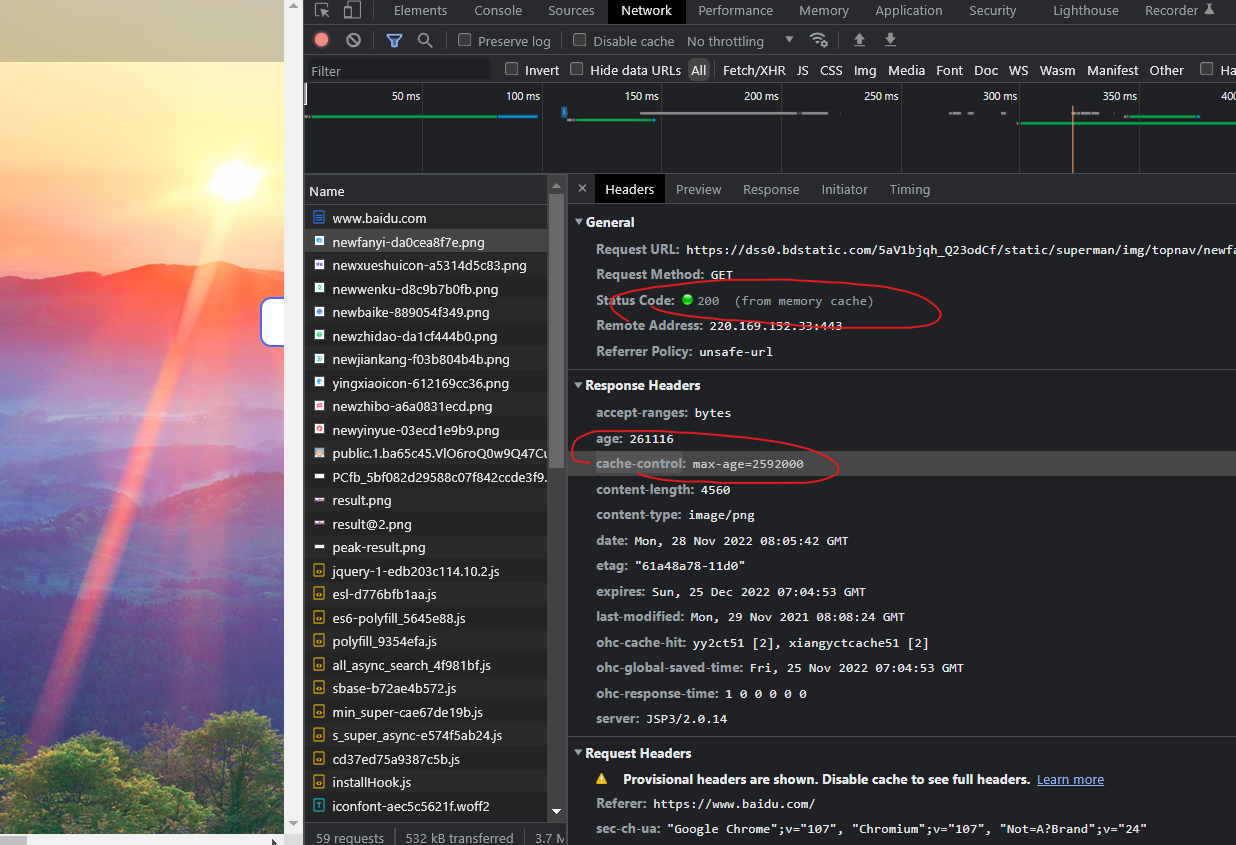 Elements Console Sources Network Performance Memory Application Security Lighthouse Recorder
Preserve log Disable cache No throttling
Filter Invert Hide data URLs All Fetch/XHR JS CSS Img Media Font Doc WS Wasm Manifest Other Ha
50 ms 100 ms 150 ms 200 ms 250 ms 300 ms 350 ms 400
Name
www.baidu.com
newfanyi-da0cea8f7e.png
newxueshuicon-a5314d5c83.png
newwenku-d8c9b7b0fb.png
newbaike-889054f349.png
newzhidao-da1cf444b0.png
newjiankang-f03b804b4b.png
yingxiaoicon-612169cc36.png
newzhibo-a6a0831ecd.png
newyinyue-03ecd1e9b9.png
public.1.ba65c45.VlO6roQ0w9Q47Cu
PCfb_5bf082d29588c07f842ccde3f9.
result.png
result@2.png
peak-result.png
jquery-1-edb203c114.10.2.js
esl-d776bfb1aa.js
es6-polyfill_5645e88.js
polyfill_9354efa.js
all_async_search_4f981bf.js
sbase-b72ae4b572.js
min_super-cae67de19b.js
s_super_async-e574f5ab24.js
cd37ed75a9387c5b.js
installHook.js
iconfont-aec5c5621f.woff2
59 requests 532 kB transferred 3.7 M
Headers Preview Response Initiator Timing
General
Request URL: https://dss0.bdstatic.com/5aV1bjqh_Q23odCf/static/superman/img/topnav/newfa
Request Method: GET
Status Code: 200 (from memory cache)
Remote Address: 220.169.152.33:443
Referrer Policy: unsafe-url
Response Headers
accept-ranges: bytes
age: 261116
cache-control: max-age=2592000
content-length: 4560
content-type: image/png
date: Mon, 28 Nov 2022 08:05:42 GMT
etag: "61a48a78-11d0"
expires: Sun, 25 Dec 2022 07:04:53 GMT
last-modified: Mon, 29 Nov 2021 08:08:24 GMT
ohc-cache-hit: yy2ct51 [2], xiangyctcache51 [2]
ohc-global-saved-time: Fri, 25 Nov 2022 07:04:53 GMT
ohc-response-time: 1 0 0 0 0 0
server: JSP3/2.0.14
Request Headers
Provisional headers are shown. Disable cache to see full headers. Learn more
Referer: https://www.baidu.com/
sec-ch-ua: "Google Chrome";v="107", "Chromium";v="107", "Not=A?Brand";v="24"